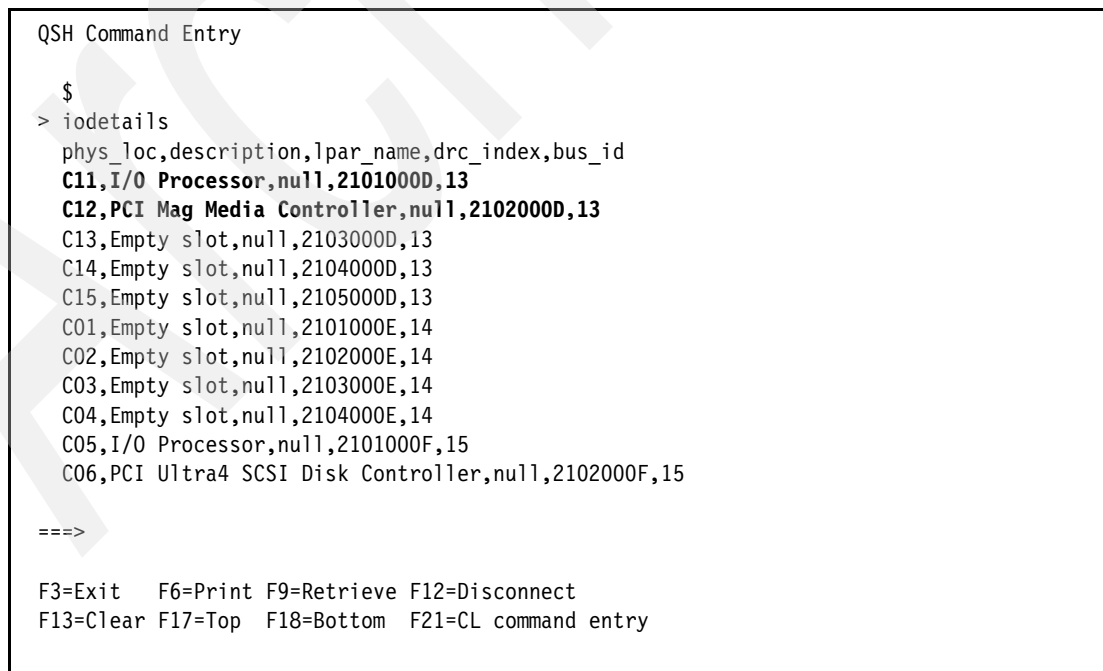 QSH Command Entry
$
> iodetails
phys_loc,description,lpar_name,drc_index,bus_id
C11,I/O Processor,null,2101000D,13
C12,PCI Mag Media Controller,null,2102000D,13
C13,Empty slot,null,2103000D,13
C14,Empty slot,null,2104000D,13
C15,Empty slot,null,2105000D,13
C01,Empty slot,null,2101000E,14
C02,Empty slot,null,2102000E,14
C03,Empty slot,null,2103000E,14
C04,Empty slot,null,2104000E,14
C05,I/O Processor,null,2101000F,15
C06,PCI Ultra4 SCSI Disk Controller,null,2102000F,15
===>
F3=Exit F6=Print F9=Retrieve F12=Disconnect
F13=Clear F17=Top F18=Bottom F21=CL command entry